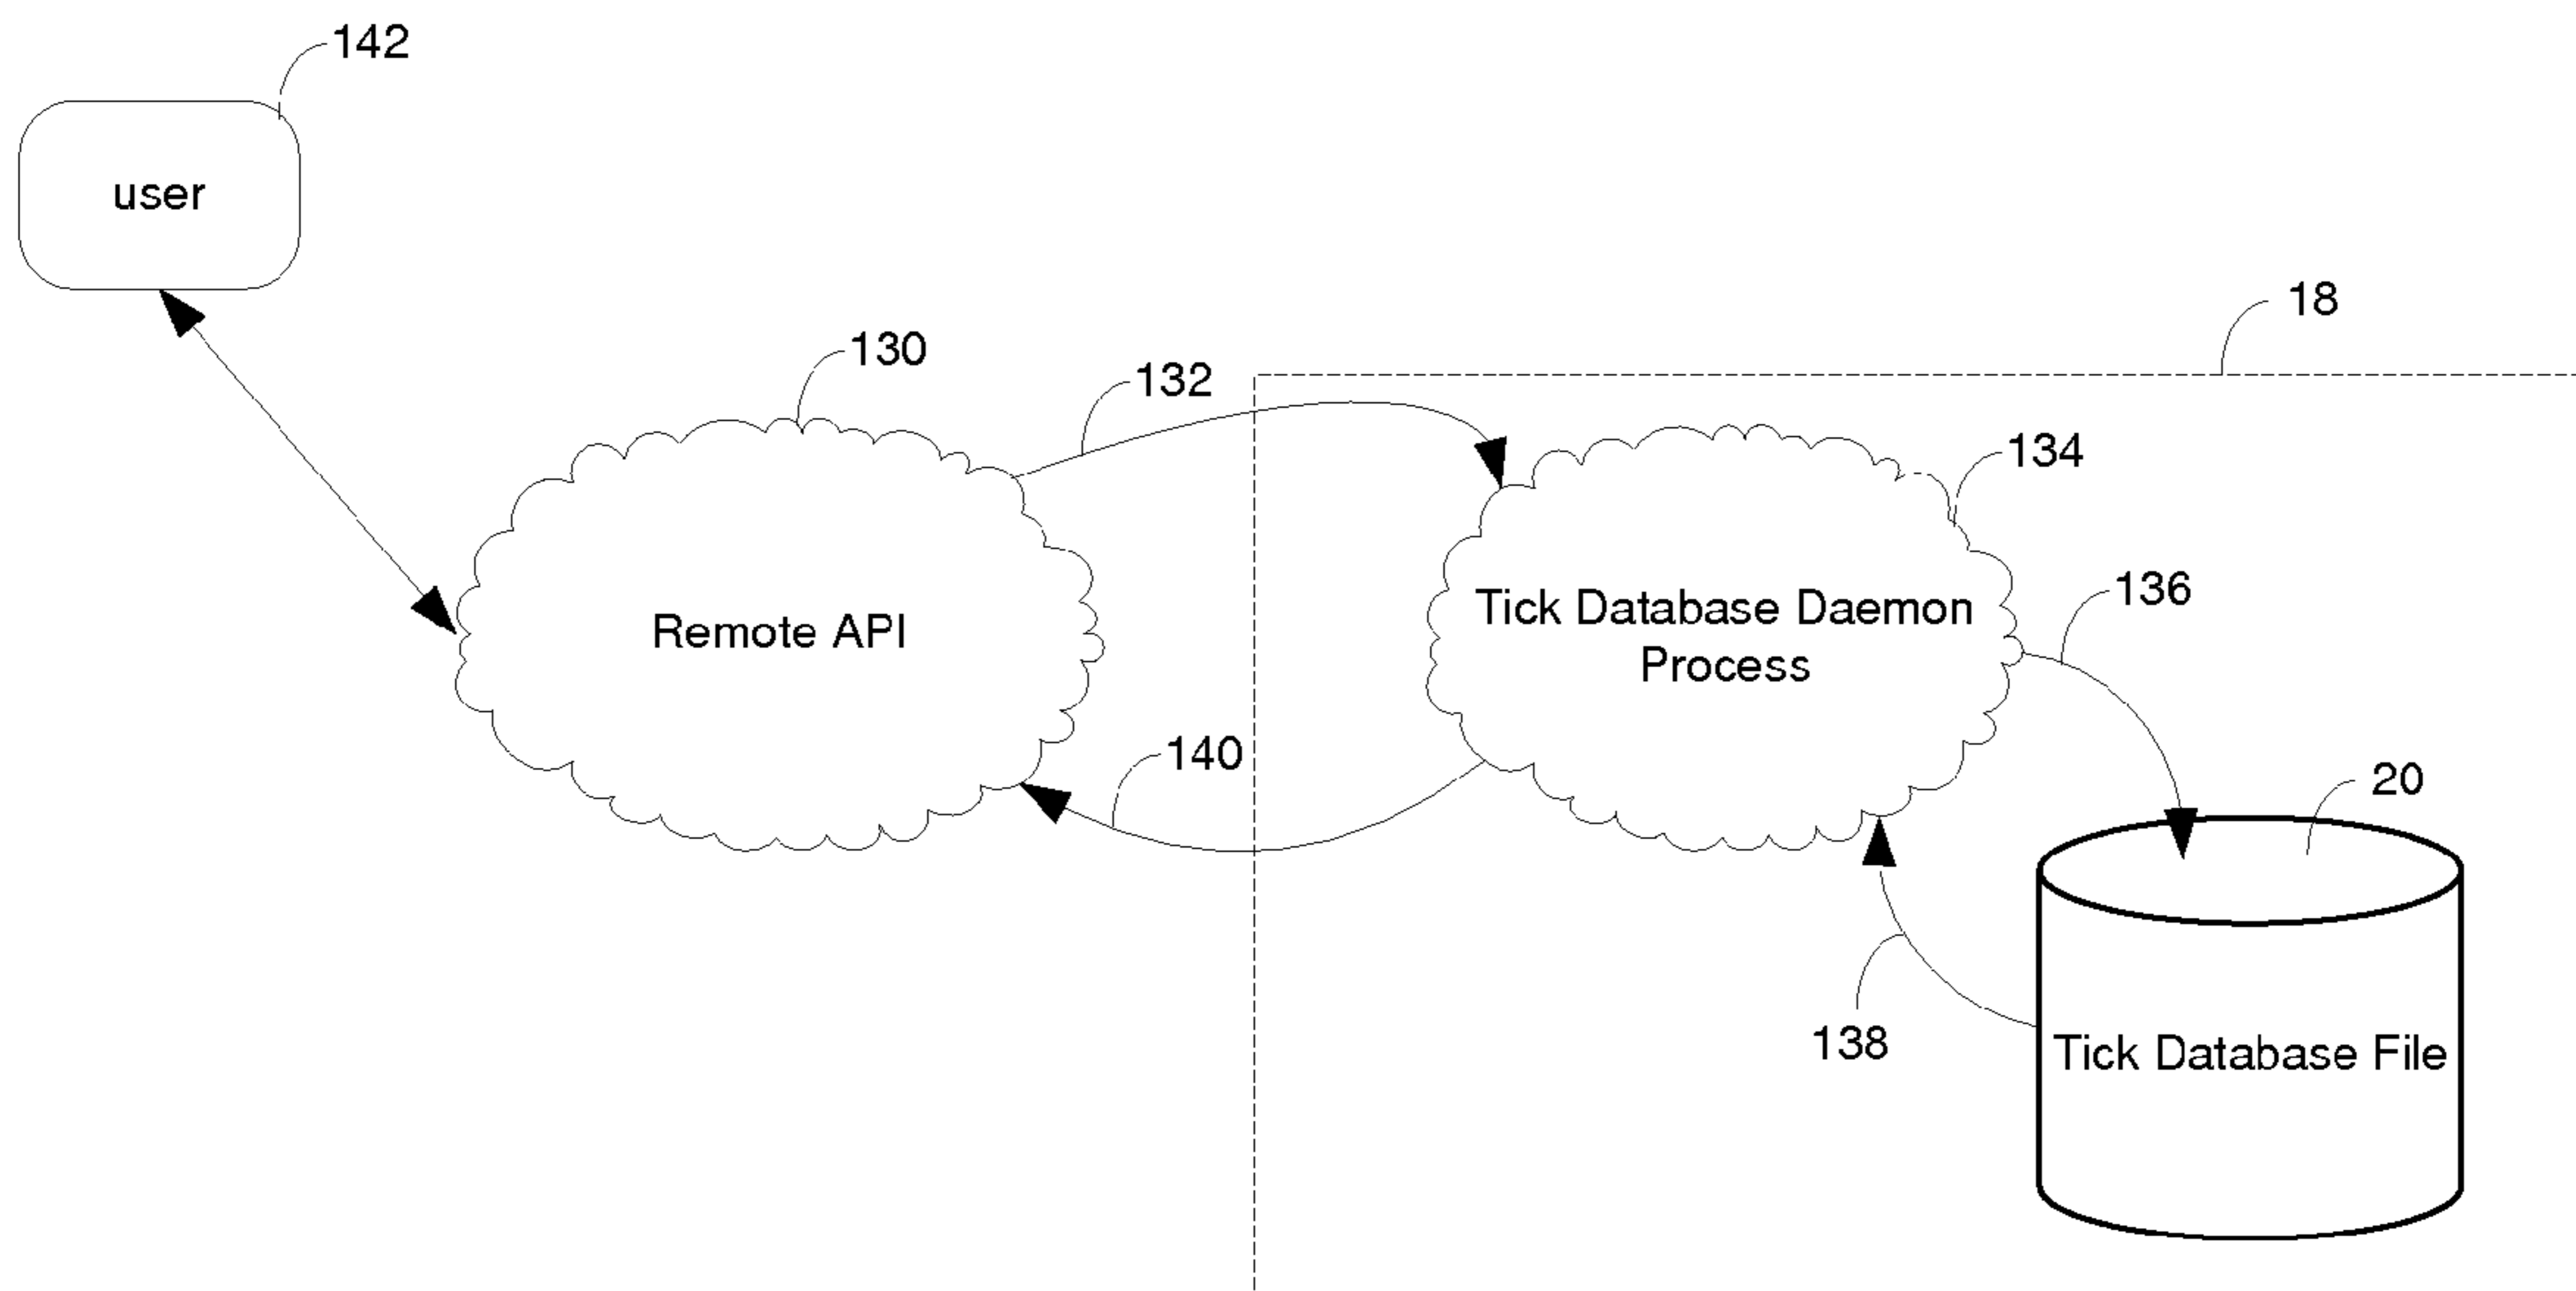 142
user
18
130
132
134
136
Tick Database Daemon
Process
Remote API
140
20
138
Tick Database File